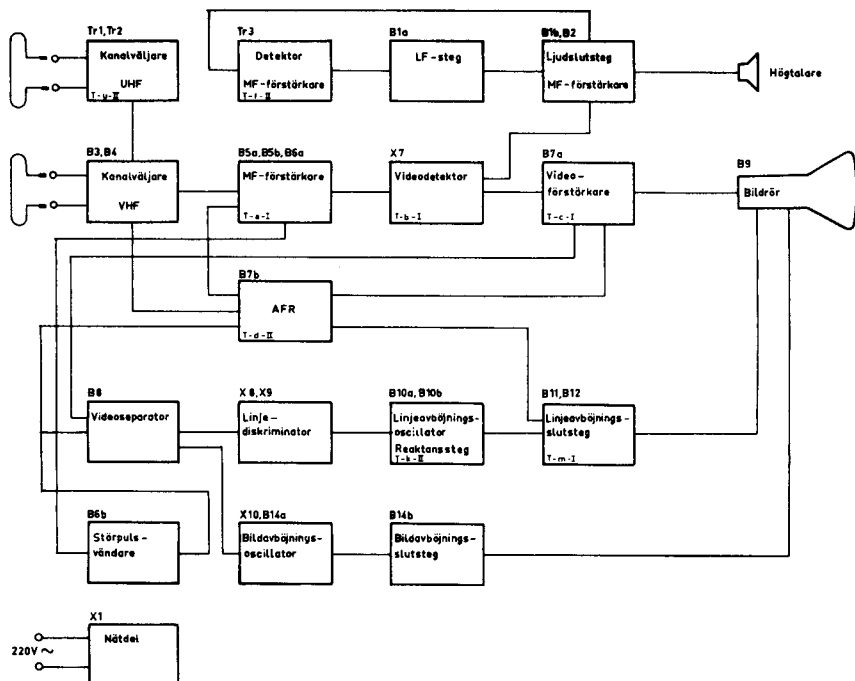 Tr1, Tr2
Kanalväljare
UHF
T-u-II
Tr3
Detektor
MF-förstärkare
T-f-II
B1a
LF-steg
B1b, B2
Ljudslutsteg
MF-förstärkare
Högtalare
B3, B4
Kanalväljare
VHF
B5a, B5b, B6a
MF-förstärkare
T-a-I
X7
Videodetektor
T-b-I
B7a
Video-
förstärkare
T-c-I
B9
Bildrör
B7b
AFR
T-d-II
B8
Videoseparator
X8, X9
Linje-
diskriminator
B10a, B10b
Linjeavböjnings-
oscillator
Reaktanssteg
T-k-II
B11, B12
Linjeavböjnings-
slutsteg
T-m-I
B6b
Störpuls-
vändare
X10, B14a
Bildavböjnings-
oscillator
B14b
Bildavböjnings-
slutsteg
X1
Nätdel
220V ~